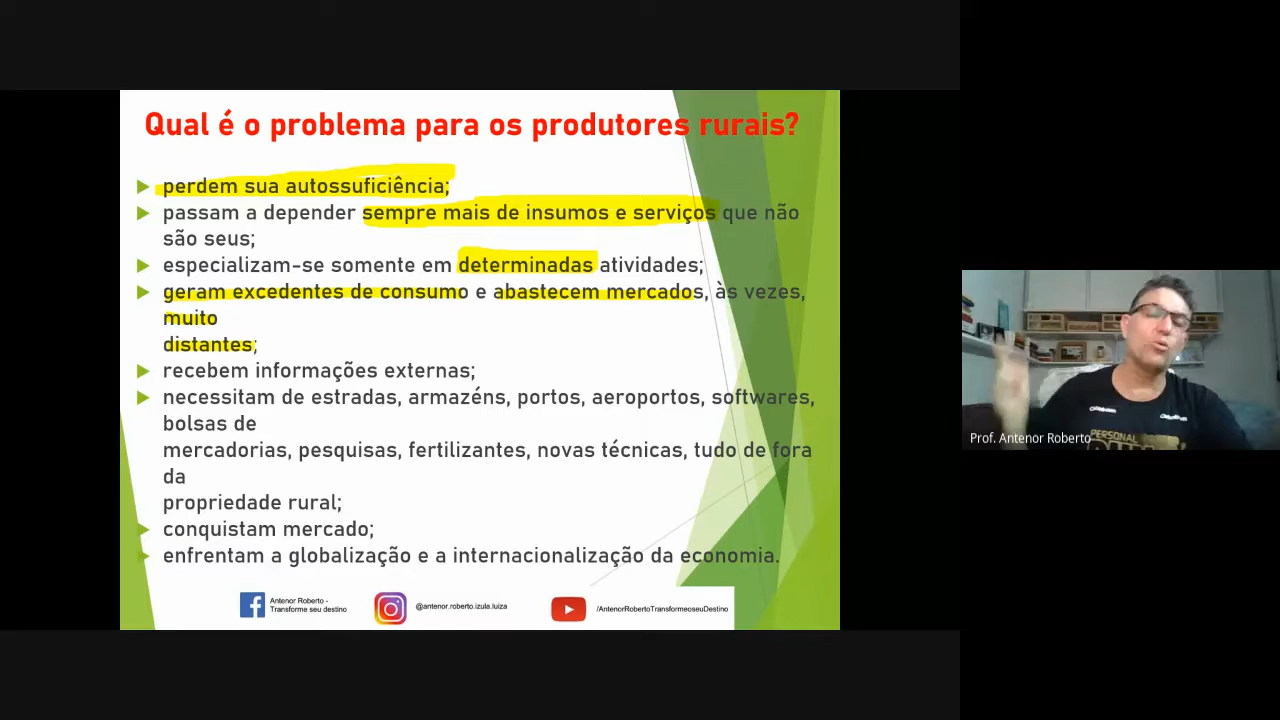 Qual é o problema para os produtores rurais?
perdem sua autossuficiência;
passam a depender sempre mais de insumos e serviços que não
são seus;
especializam-se somente em determinadas atividades;
geram excedentes de consumo e abastecem mercados, às vezes,
muito
distantes;
recebem informações externas;
necessitam de estradas, armazéns, portos, aeroportos, softwares,
bolsas de
mercadorias, pesquisas, fertilizantes, novas técnicas, tudo de fora
da
propriedade rural;
conquistam mercado;
enfrentam a globalização e a internacionalização da economia.
Antenor Roberto -
Transforme seu destino
@antenor.roberto.izula.luiza
/AntenorRobertoTransformeoseuDestino
Prof. Antenor Roberto
PERSONAL